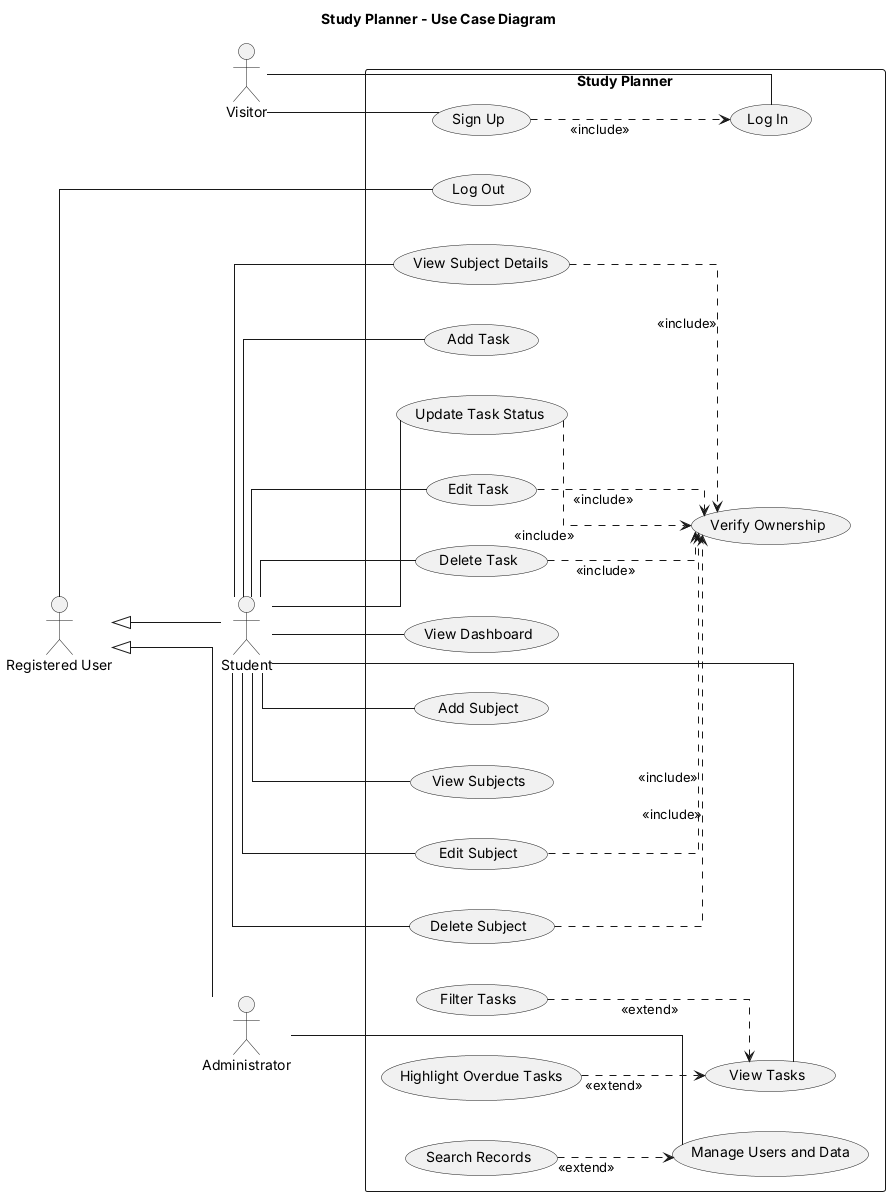 Study Planner - Use Case Diagram
Study Planner
Visitor
Sign Up
«include»
Log In
Log Out
View Subject Details
«include»
Add Task
Update Task Status
Edit Task
«include»
Verify Ownership
«include»
Delete Task
«include»
Registered User
Student
View Dashboard
Add Subject
View Subjects
«include»
«include»
Edit Subject
Delete Subject
Filter Tasks
«extend»
Administrator
Highlight Overdue Tasks
«extend»
View Tasks
Search Records
«extend»
Manage Users and Data